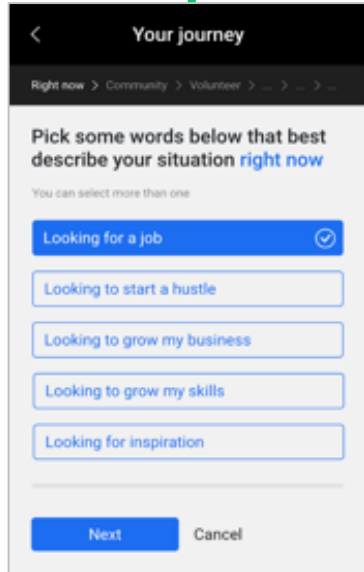 Your journey
Right now > Community > Volunteer > ... > ... > ...
Pick some words below that best
describe your situation right now
You can select more than one
Looking for a job
Looking to start a hustle
Looking to grow my business
Looking to grow my skills
Looking for inspiration
Next Cancel